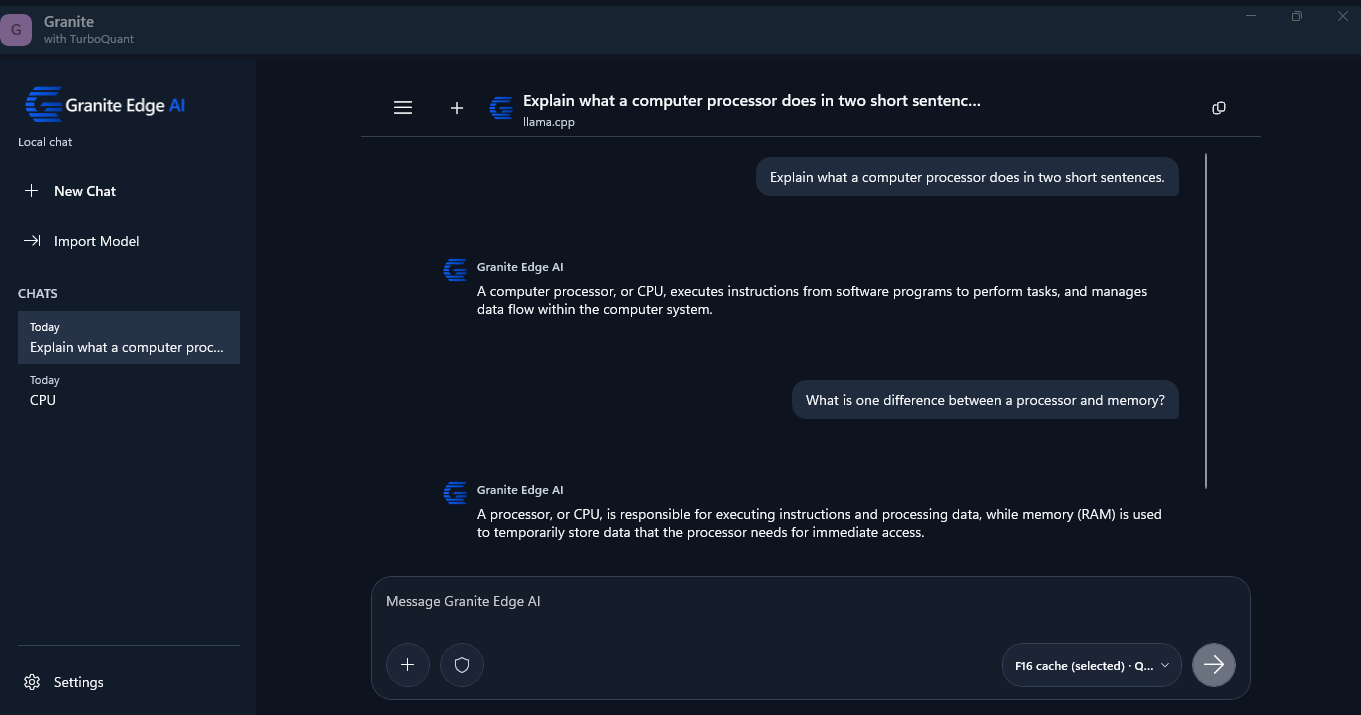 G
Granite
with TurboQuant
Granite Edge AI
Local chat
New Chat
Import Model
CHATS
Today
Explain what a computer proc...
Today
CPU
Settings
Explain what a computer processor does in two short sentenc...
llama.cpp
Explain what a computer processor does in two short sentences.
Granite Edge AI
A computer processor, or CPU, executes instructions from software programs to perform tasks, and manages
data flow within the computer system.
What is one difference between a processor and memory?
Granite Edge AI
A processor, or CPU, is responsible for executing instructions and processing data, while memory (RAM) is used
to temporarily store data that the processor needs for immediate access.
Message Granite Edge AI
F16 cache (selected) · Q...